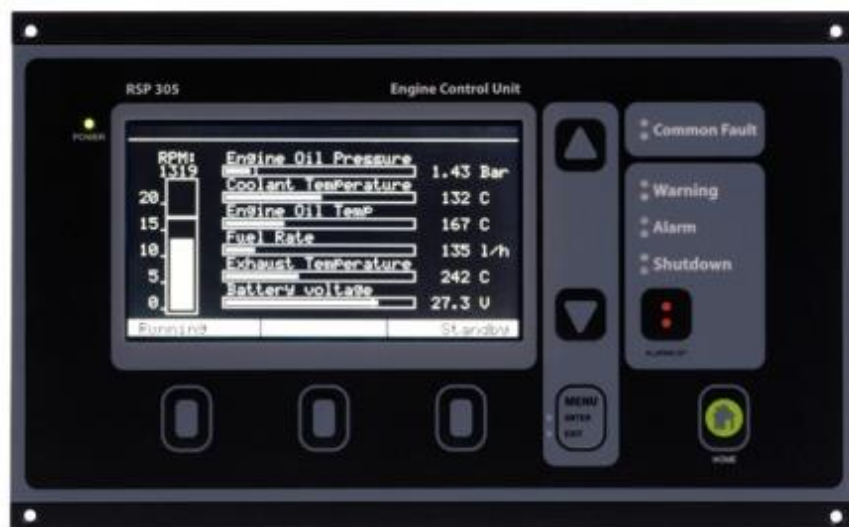 RSP 305 Engine Control Unit
POWER
RPM:
1319
20
15
10
5
0
Engine Oil Pressure 1.43 Bar
Coolant Temperature 132 C
Engine Oil Temp 167 C
Fuel Rate 135 l/h
Exhaust Temperature 242 C
Battery voltage 27.3 V
Running Standby
Common Fault
Warning
Alarm
Shutdown
MENU
ENTER
EXIT
HOME